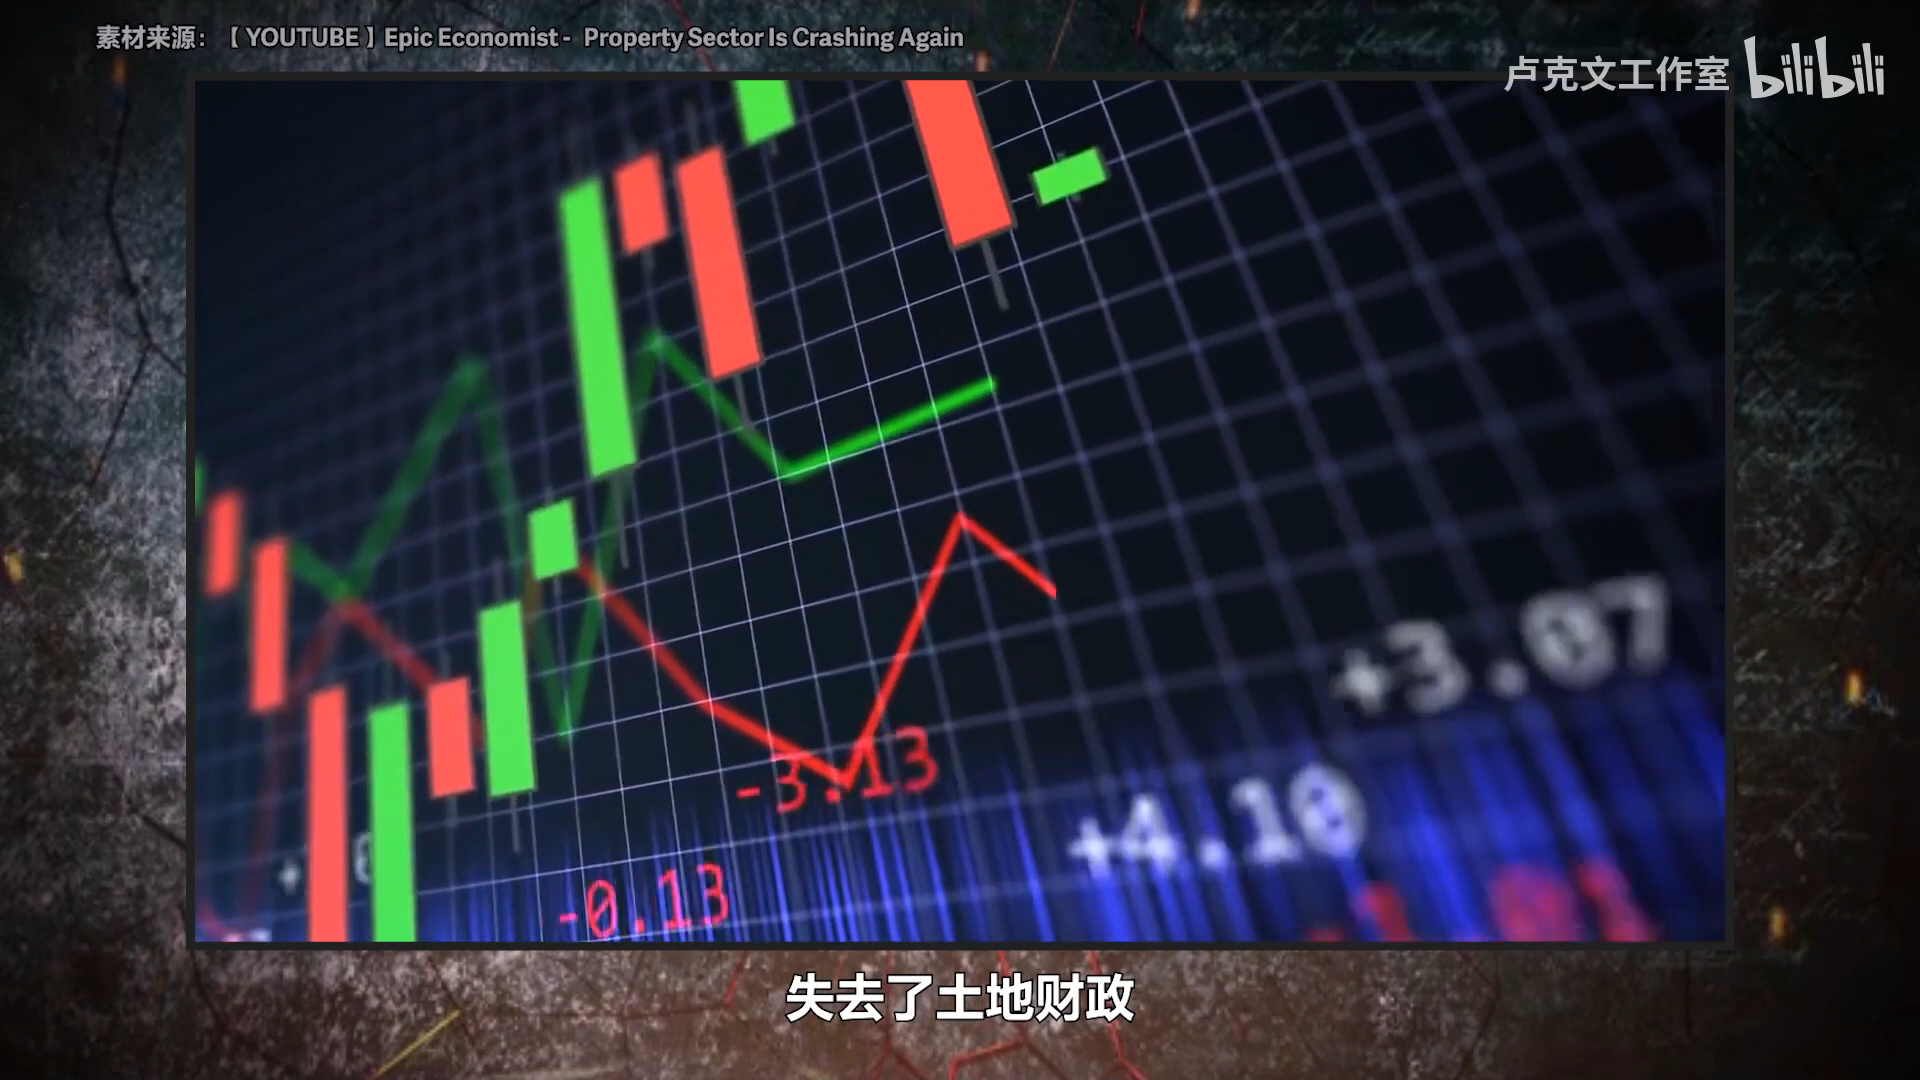 素材来源：【 YOUTUBE 】Epic Economist - Property Sector Is Crashing Again
卢克文工作室 bilibili
+3.07
-3.13
+4.10
-0.13
失去了土地财政